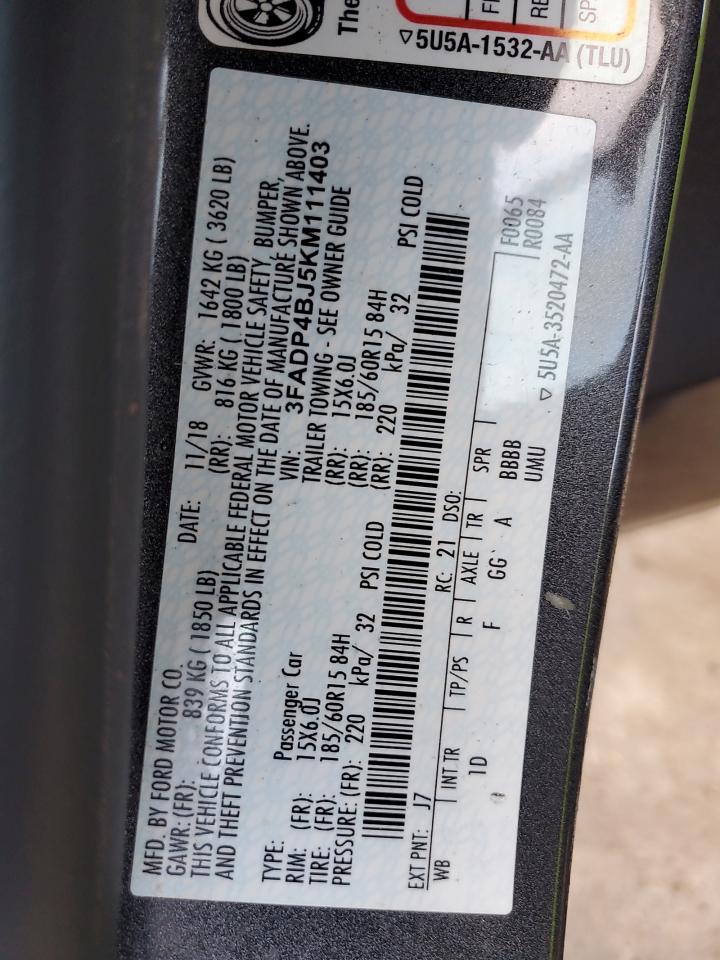 The
FI
RE
SP
▽5U5A-1532-AA (TLU)
MFD. BY FORD MOTOR CO.
DATE: 11/18 GVWR: 1642 KG ( 3620 LB)
GAWR: (FR): 839 KG ( 1850 LB) (RR): 816 KG ( 1800 LB)
THIS VEHICLE CONFORMS TO ALL APPLICABLE FEDERAL MOTOR VEHICLE SAFETY, BUMPER,
AND THEFT PREVENTION STANDARDS IN EFFECT ON THE DATE OF MANUFACTURE SHOWN ABOVE.
VIN: 3FADP4BJ5KM111403
TYPE: Passenger Car TRAILER TOWING - SEE OWNER GUIDE
RIM: (FR): 15X6.0J (RR): 15X6.0J
TIRE: (FR): 185/60R15 84H (RR): 185/60R15 84H
PRESSURE: (FR): 220 kPa/ 32 PSI COLD (RR): 220 kPa/ 32 PSI COLD
EXT PNT: J7 RC: 21 DSO:
WB INT TR TP/PS R AXLE TR SPR F0065
1D F GG A BBBB R0084
UMU
▽ 5U5A-3520472-AA